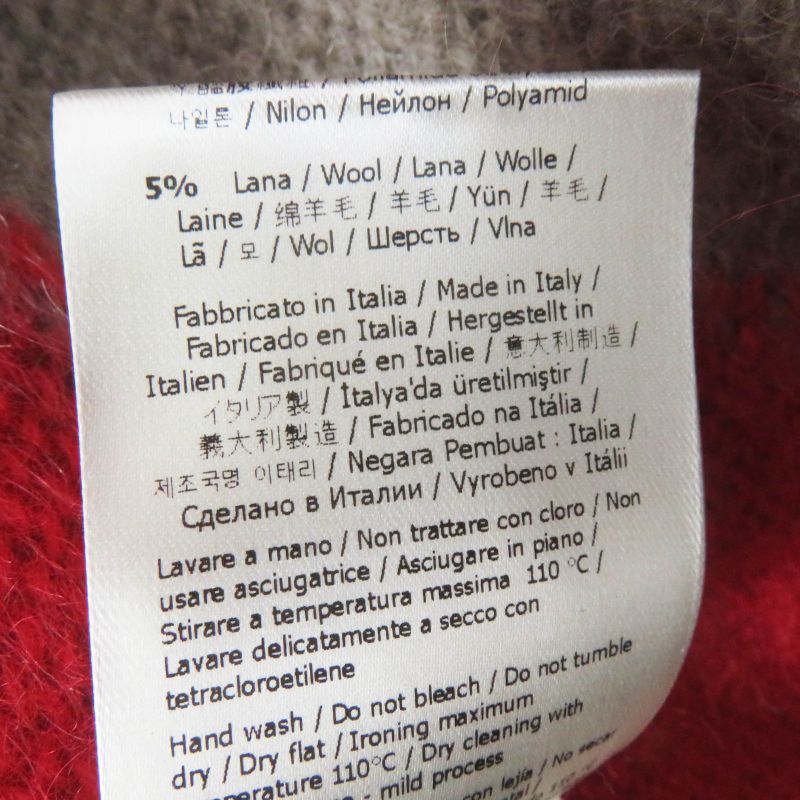 나일론 / Nilon / Нейлон / Polyamid
5% Lana / Wool / Lana / Wolle /
Laine / 绵羊毛 / 羊毛 / Yün / 羊毛 /
Lã / 모 / Wol / Шерсть / Vlna
Fabbricato in Italia / Made in Italy /
Fabricado en Italia / Hergestellt in
Italien / Fabriqué en Italie / 意大利制造 /
イタリア製 / İtalya'da üretilmiştir /
義大利製造 / Fabricado na Itália /
제조국명 이태리 / Negara Pembuat : Italia /
Сделано в Италии / Vyrobeno v Itálii
Lavare a mano / Non trattare con cloro / Non
usare asciugatrice / Asciugare in piano /
Stirare a temperatura massima 110 °C /
Lavare delicatamente a secco con
tetracloroetilene
Hand wash / Do not bleach / Do not tumble
dry / Dry flat / Ironing maximum
temperature 110°C / Dry cleaning with
- mild process
con lejía / No secar